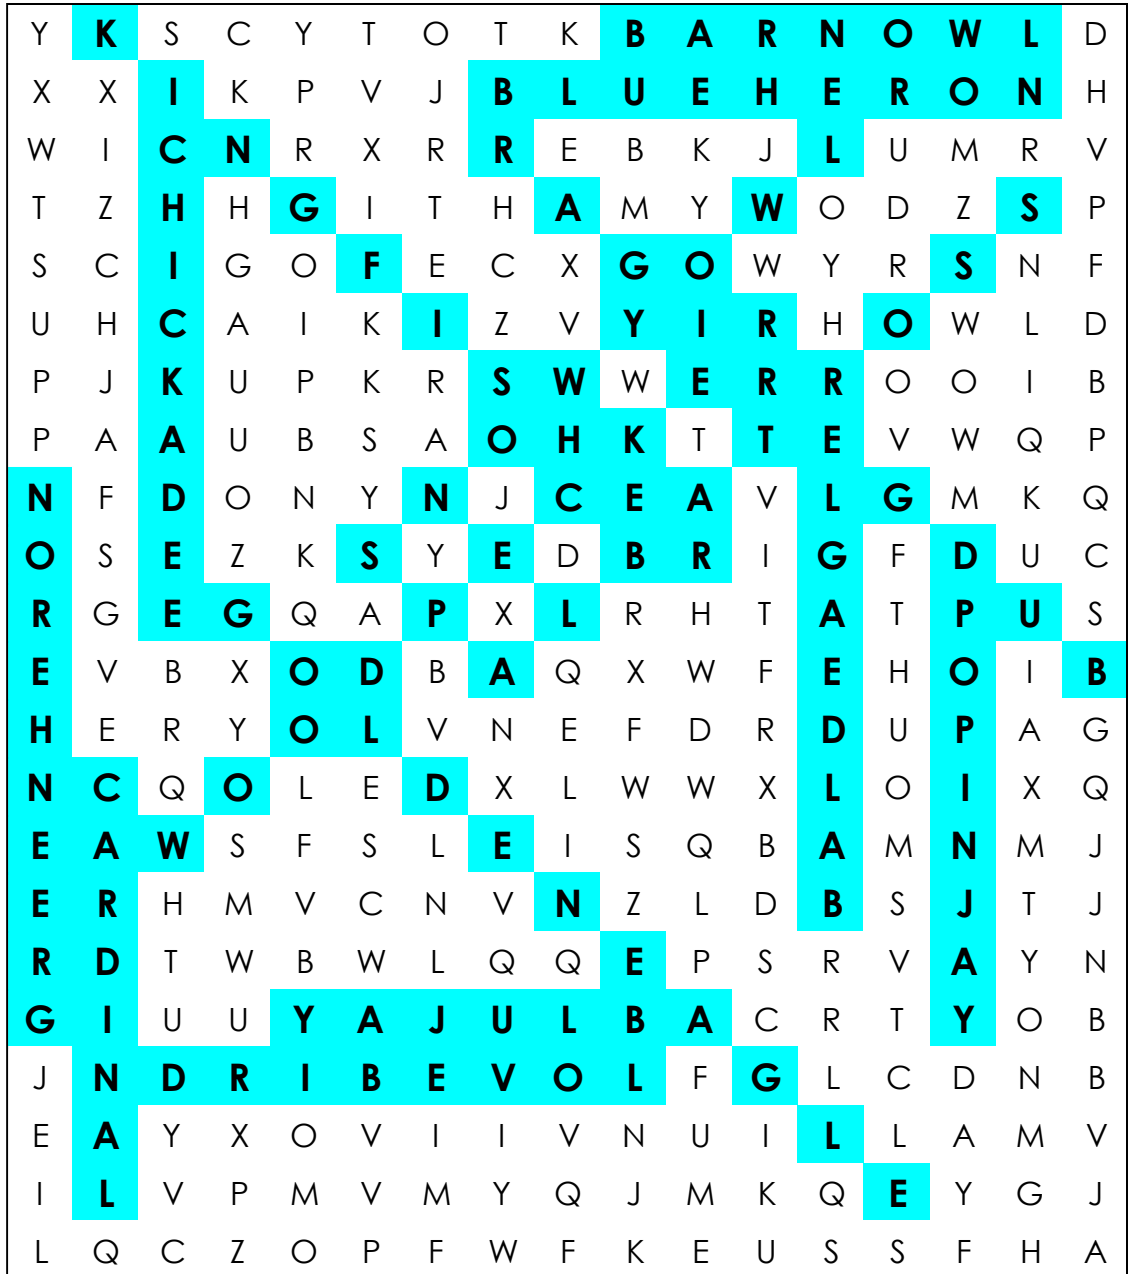 Y K S C Y T O T K B A R N O W L D
X X I K P V J B L U E H E R O N H
W I C N R X R R E B K J L U M R V
T Z H H G I T H A M Y W O D Z S P
S C I G O F E C X G O W Y R S N F
U H C A I K I Z V Y I R H O W L D
P J K U P K R S W W E R R O O I B
P A A U B S A O H K T T E V W Q P
N F D O N Y N J C E A V L G M K Q
O S E Z K S Y E D B R I G F D U C
R G E G Q A P X L R H T A T P U S
E V B X O D B A Q X W F E H O I B
H E R Y O L V N E F D R D U P A G
N C Q O L E D X L W W X L O I X Q
E A W S F S L E I S Q B A M N M J
E R H M V C N V N Z L D B S J T J
R D T W B W L Q Q E P S R V A Y N
G I U U Y A J U L B A C R T Y O B
J N D R I B E V O L F G L C D N B
E A Y X O V I I V N U I L L A M V
I L V P M V M Y Q J M K Q E Y G J
L Q C Z O P F W F K E U S S F H A